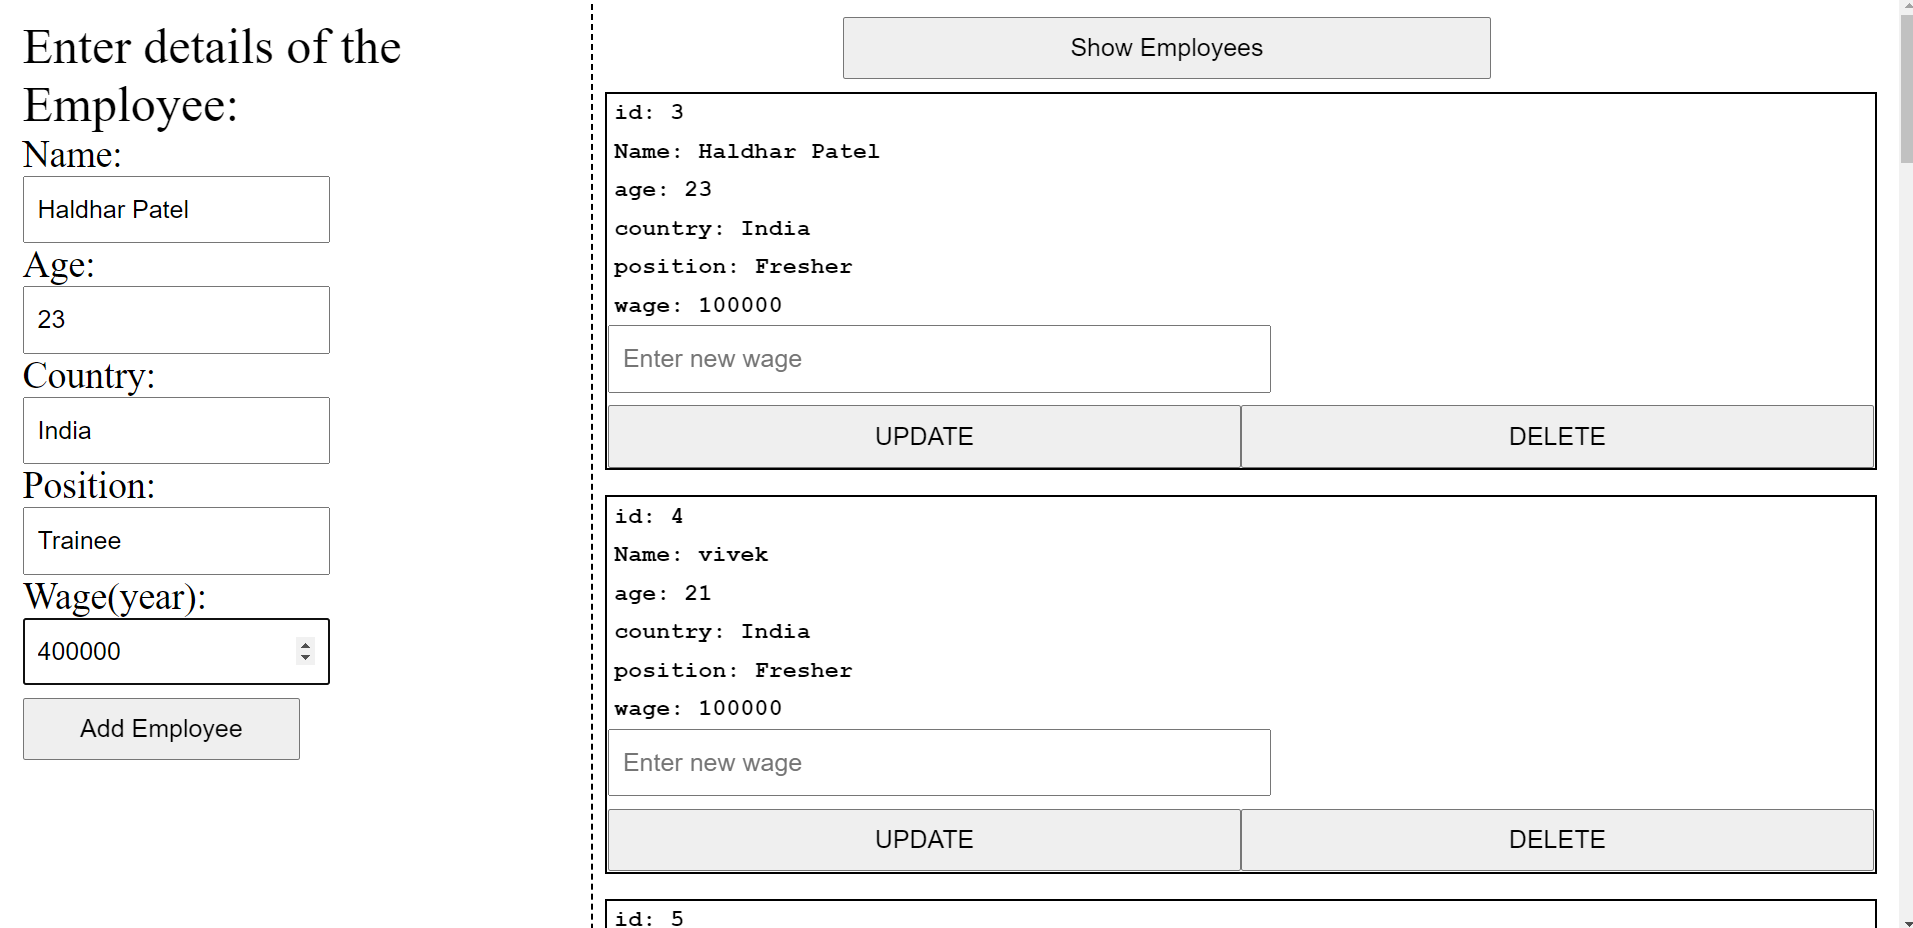 Enter details of the
Employee:
Name:
Haldhar Patel
Age:
23
Country:
India
Position:
Trainee
Wage(year):
400000
Add Employee
Show Employees
id: 3
Name: Haldhar Patel
age: 23
country: India
position: Fresher
wage: 100000
Enter new wage
UPDATE DELETE
id: 4
Name: vivek
age: 21
country: India
position: Fresher
wage: 100000
Enter new wage
UPDATE DELETE
id: 5